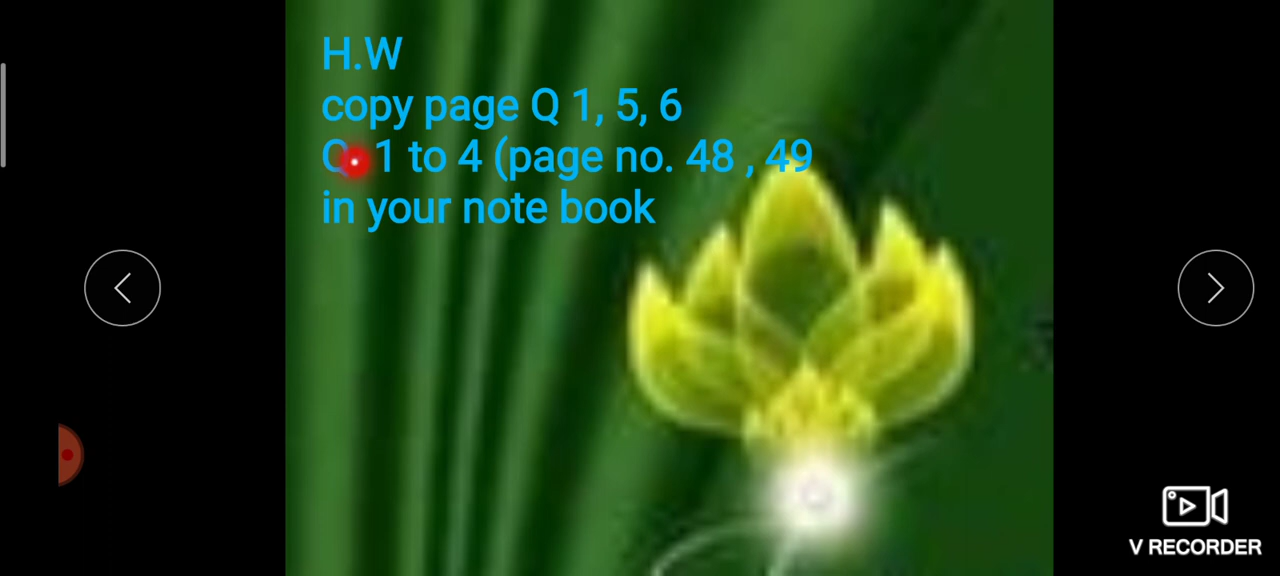 H.W
copy page Q 1, 5, 6
Q 1 to 4 (page no. 48 , 49
in your note book
V RECORDER